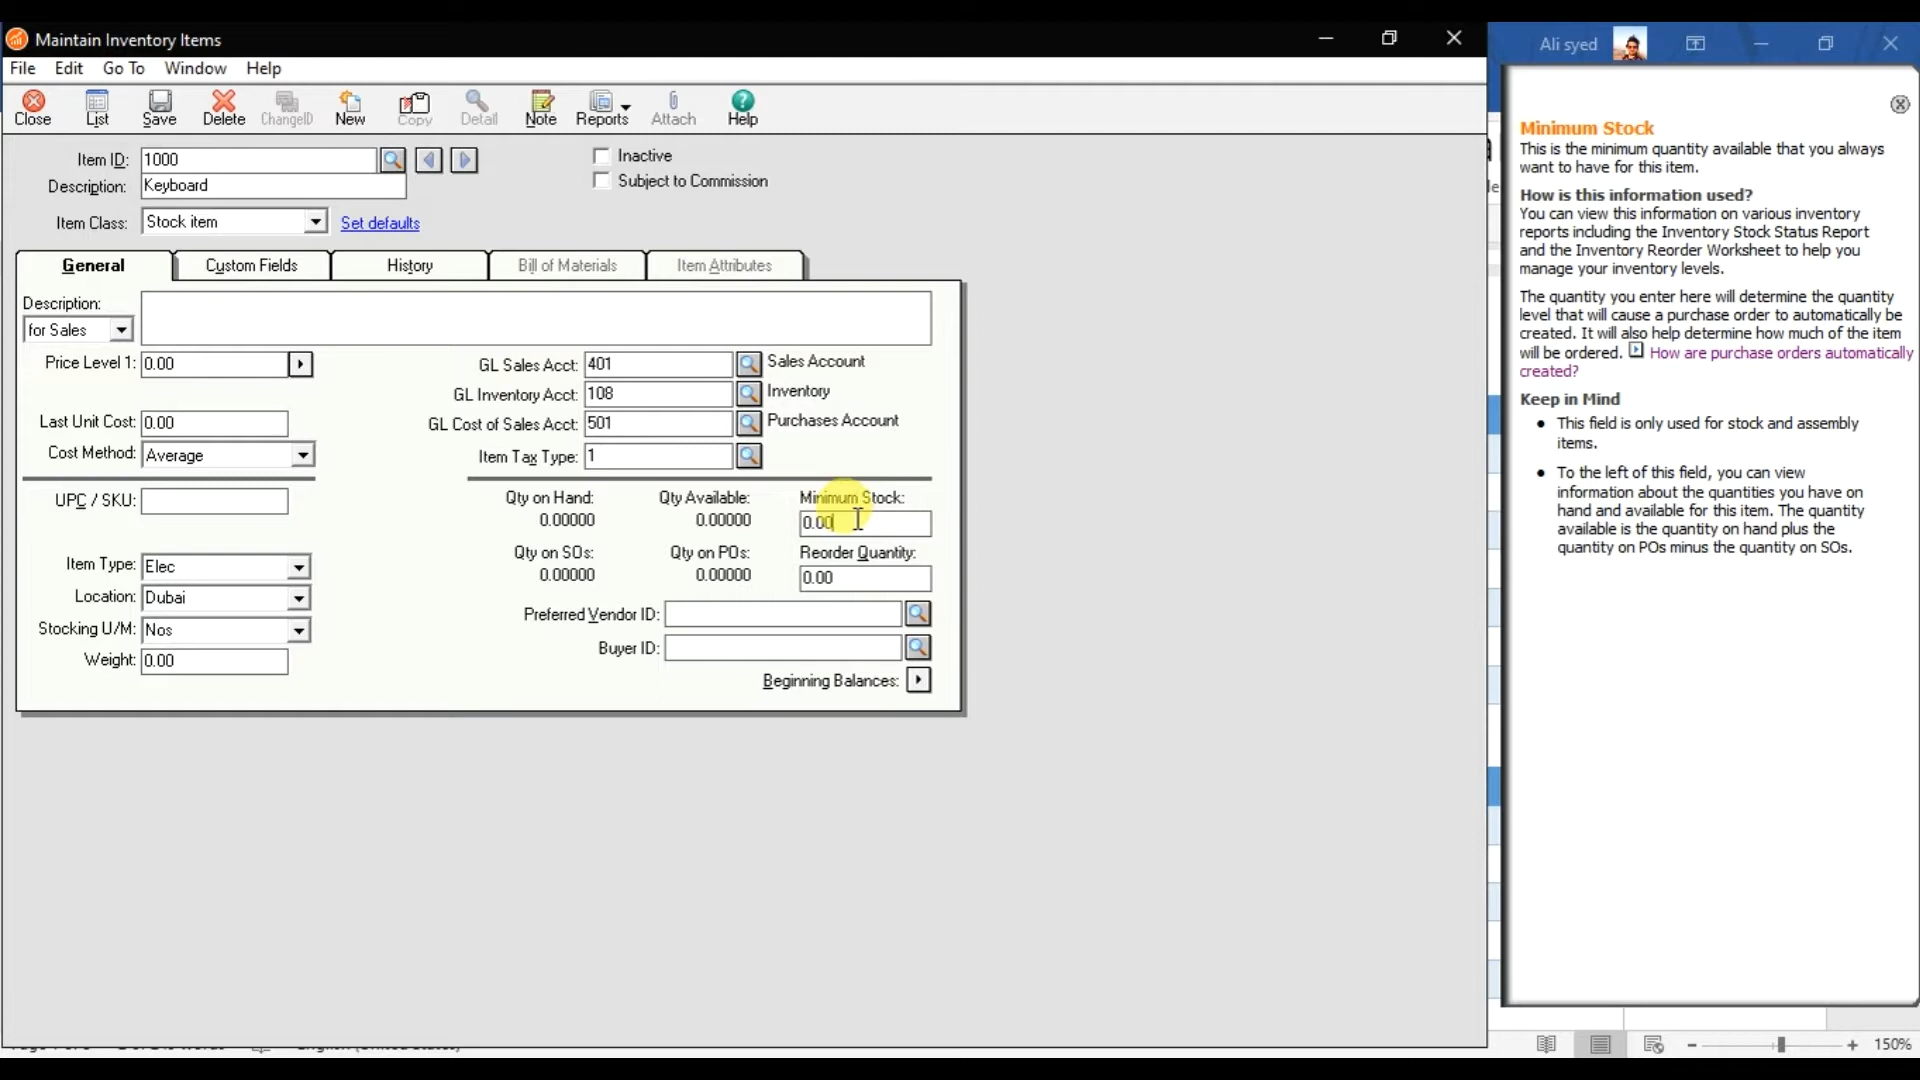 Maintain Inventory Items
Ali syed
File Edit Go To Window Help
Close List Save Delete ChangeID New Copy Detail Note Reports Attach Help
Item ID: 1000
Inactive
Description: Keyboard
Subject to Commission
Item Class: Stock item Set defaults
General Custom Fields History Bill of Materials Item Attributes
Description:
for Sales
Price Level 1: 0.00
GL Sales Acct: 401 Sales Account
GL Inventory Acct: 108 Inventory
Last Unit Cost: 0.00
GL Cost of Sales Acct: 501 Purchases Account
Cost Method: Average
Item Tax Type: 1
UPC / SKU:
Qty on Hand: Qty Available: Minimum Stock:
0.00000 0.00000 0.00
Qty on SOs: Qty on POs: Reorder Quantity:
0.00000 0.00000 0.00
Item Type: Elec
Location: Dubai
Stocking U/M: Nos
Weight: 0.00
Preferred Vendor ID:
Buyer ID:
Beginning Balances:
Minimum Stock
This is the minimum quantity available that you always
want to have for this item.
How is this information used?
You can view this information on various inventory
reports including the Inventory Stock Status Report
and the Inventory Reorder Worksheet to help you
manage your inventory levels.
The quantity you enter here will determine the quantity
level that will cause a purchase order to automatically be
created. It will also help determine how much of the item
will be ordered. How are purchase orders automatically
created?
Keep in Mind
• This field is only used for stock and assembly
items.
• To the left of this field, you can view
information about the quantities you have on
hand and available for this item. The quantity
available is the quantity on hand plus the
quantity on POs minus the quantity on SOs.
150%